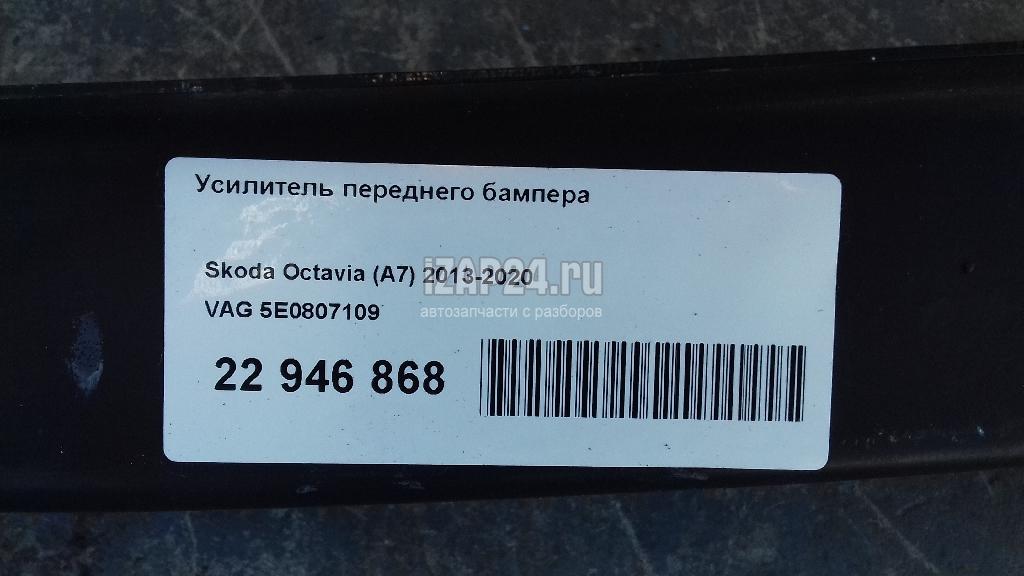 Усилитель переднего бампера
Skoda Octavia (A7) 2013-2020
iZAP24.ru
VAG 5E0807109
автозапчасти с разборов
22 946 868